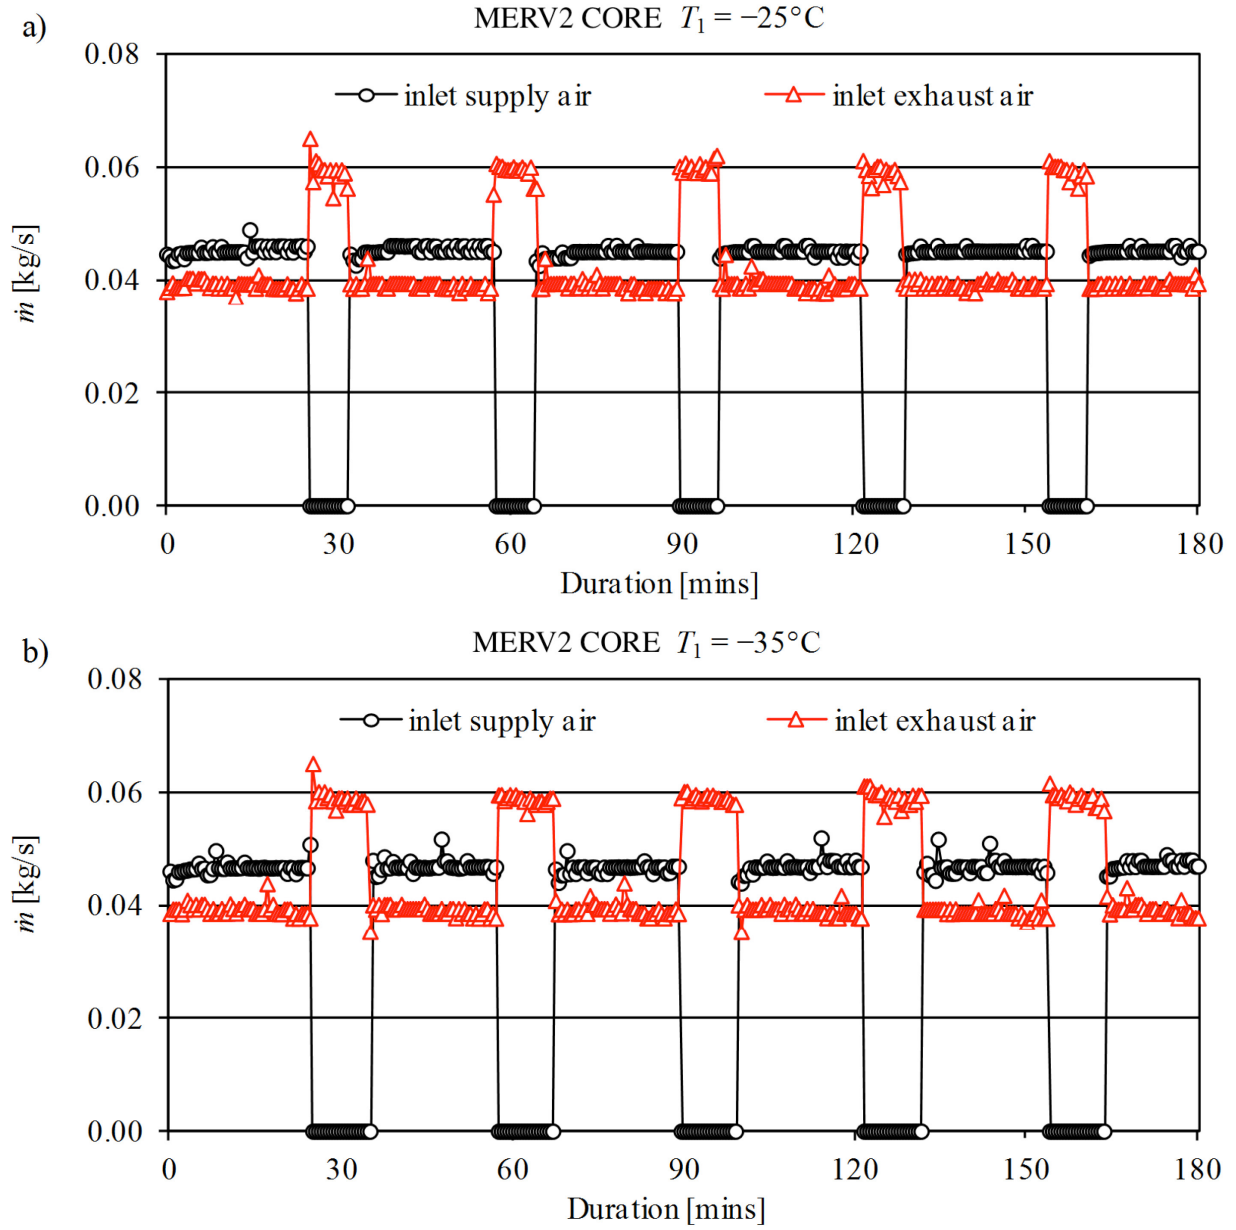 a)
MERV2 CORE T1 = −25°C
0.08
inlet supply air
inlet exhaust air
0.06
0.04
ṁ [kg/s]
0.02
0.00
0 30 60 90 120 150 180
Duration [mins]
b)
MERV2 CORE T1 = −35°C
0.08
inlet supply air
inlet exhaust air
0.06
0.04
ṁ [kg/s]
0.02
0.00
0 30 60 90 120 150 180
Duration [mins]